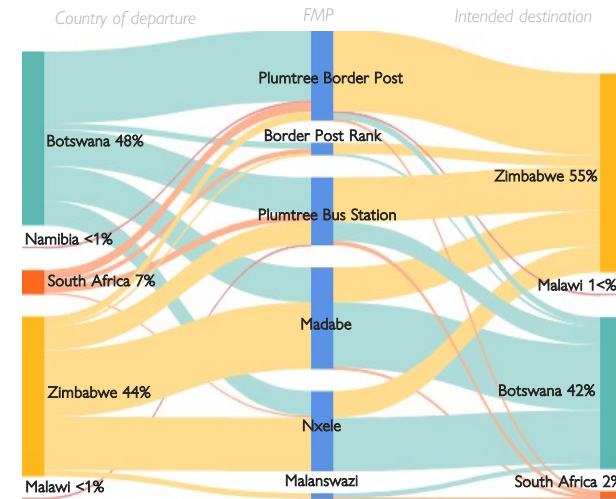 Country of departure
FMP
Intended destination
Plumtree Border Post
Border Post Rank
Botswana 48%
Zimbabwe 55%
Plumtree Bus Station
Namibia <1%
South Africa 7%
Malawi 1<%
Madabe
Zimbabwe 44%
Botswana 42%
Nxele
Malanswazi
South Africa 2%
Malawi <1%